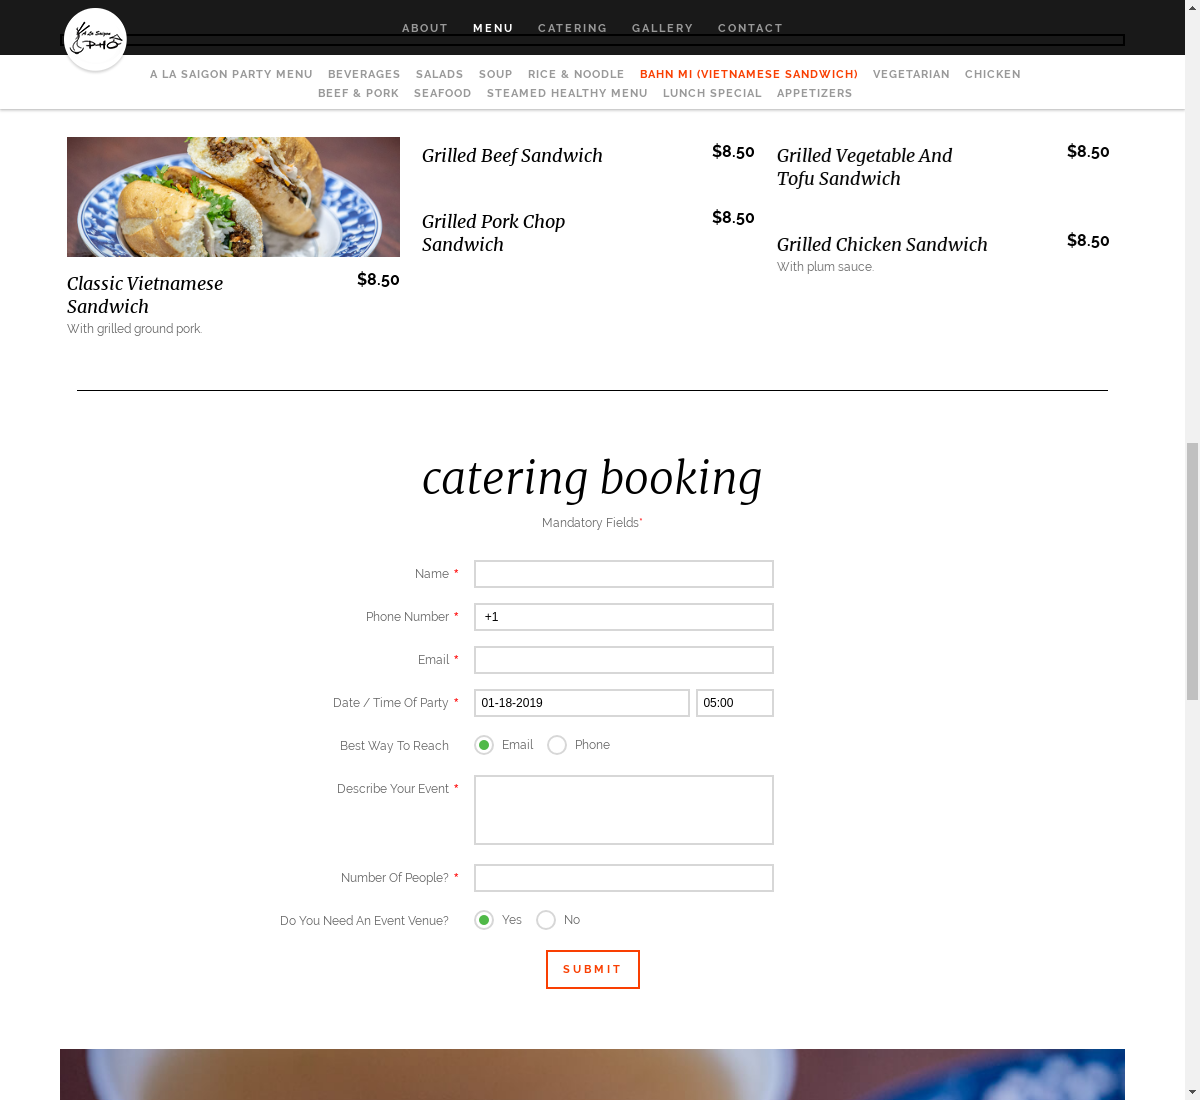 A La Saigon
PHO
ABOUT MENU CATERING GALLERY CONTACT
A LA SAIGON PARTY MENU BEVERAGES SALADS SOUP RICE & NOODLE BAHN MI (VIETNAMESE SANDWICH) VEGETARIAN CHICKEN
BEEF & PORK SEAFOOD STEAMED HEALTHY MENU LUNCH SPECIAL APPETIZERS
Classic Vietnamese $8.50
Sandwich
With grilled ground pork.
Grilled Beef Sandwich $8.50
Grilled Pork Chop $8.50
Sandwich
Grilled Vegetable And $8.50
Tofu Sandwich
Grilled Chicken Sandwich $8.50
With plum sauce.
catering booking
Mandatory Fields*
Name *
Phone Number * +1
Email *
Date / Time Of Party * 01-18-2019 05:00
Best Way To Reach Email Phone
Describe Your Event *
Number Of People? *
Do You Need An Event Venue? Yes No
SUBMIT